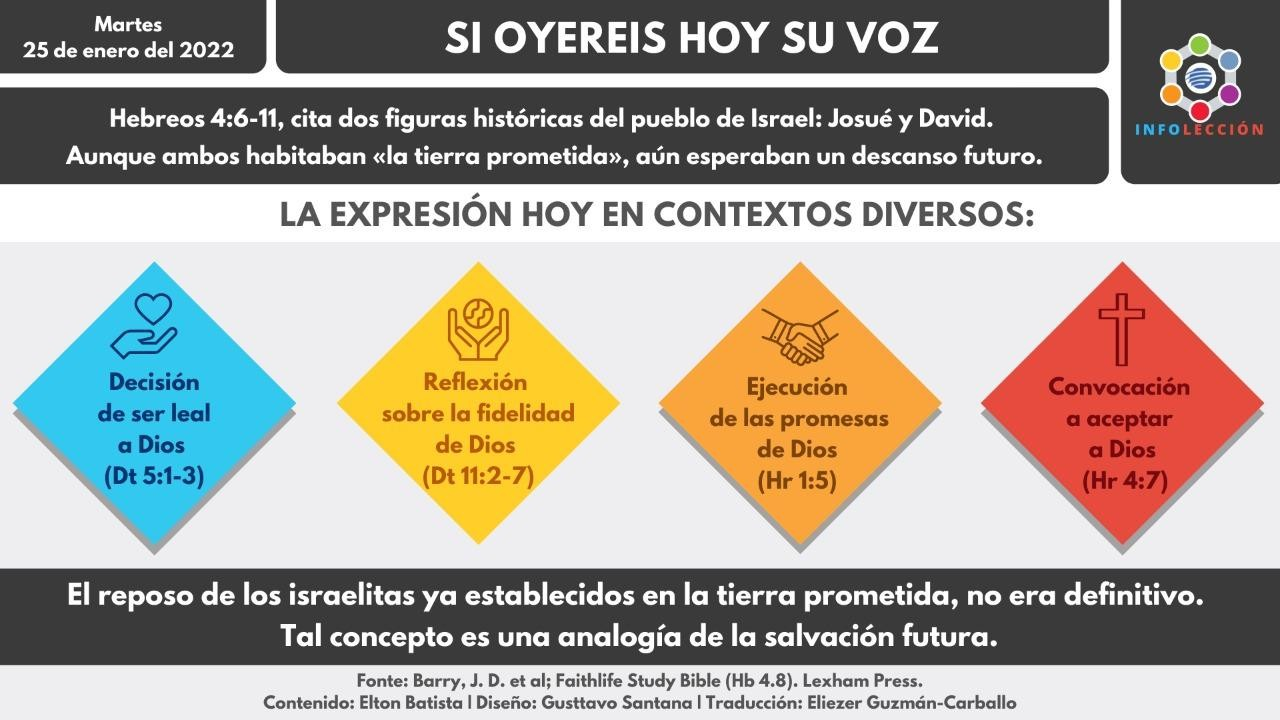 Martes
25 de enero del 2022
SI OYEREIS HOY SU VOZ
INFOLECCIÓN
Hebreos 4:6-11, cita dos figuras históricas del pueblo de Israel: Josué y David.
Aunque ambos habitaban «la tierra prometida», aún esperaban un descanso futuro.
LA EXPRESIÓN HOY EN CONTEXTOS DIVERSOS:
Decisión
de ser leal
a Dios
(Dt 5:1-3)
Reflexión
sobre la fidelidad
de Dios
(Dt 11:2-7)
Ejecución
de las promesas
de Dios
(Hr 1:5)
Convocación
a aceptar
a Dios
(Hr 4:7)
El reposo de los israelitas ya establecidos en la tierra prometida, no era definitivo.
Tal concepto es una analogía de la salvación futura.
Fonte: Barry, J. D. et al; Faithlife Study Bible (Hb 4.8). Lexham Press.
Contenido: Elton Batista | Diseño: Gusttavo Santana | Traducción: Eliezer Guzmán-Carballo